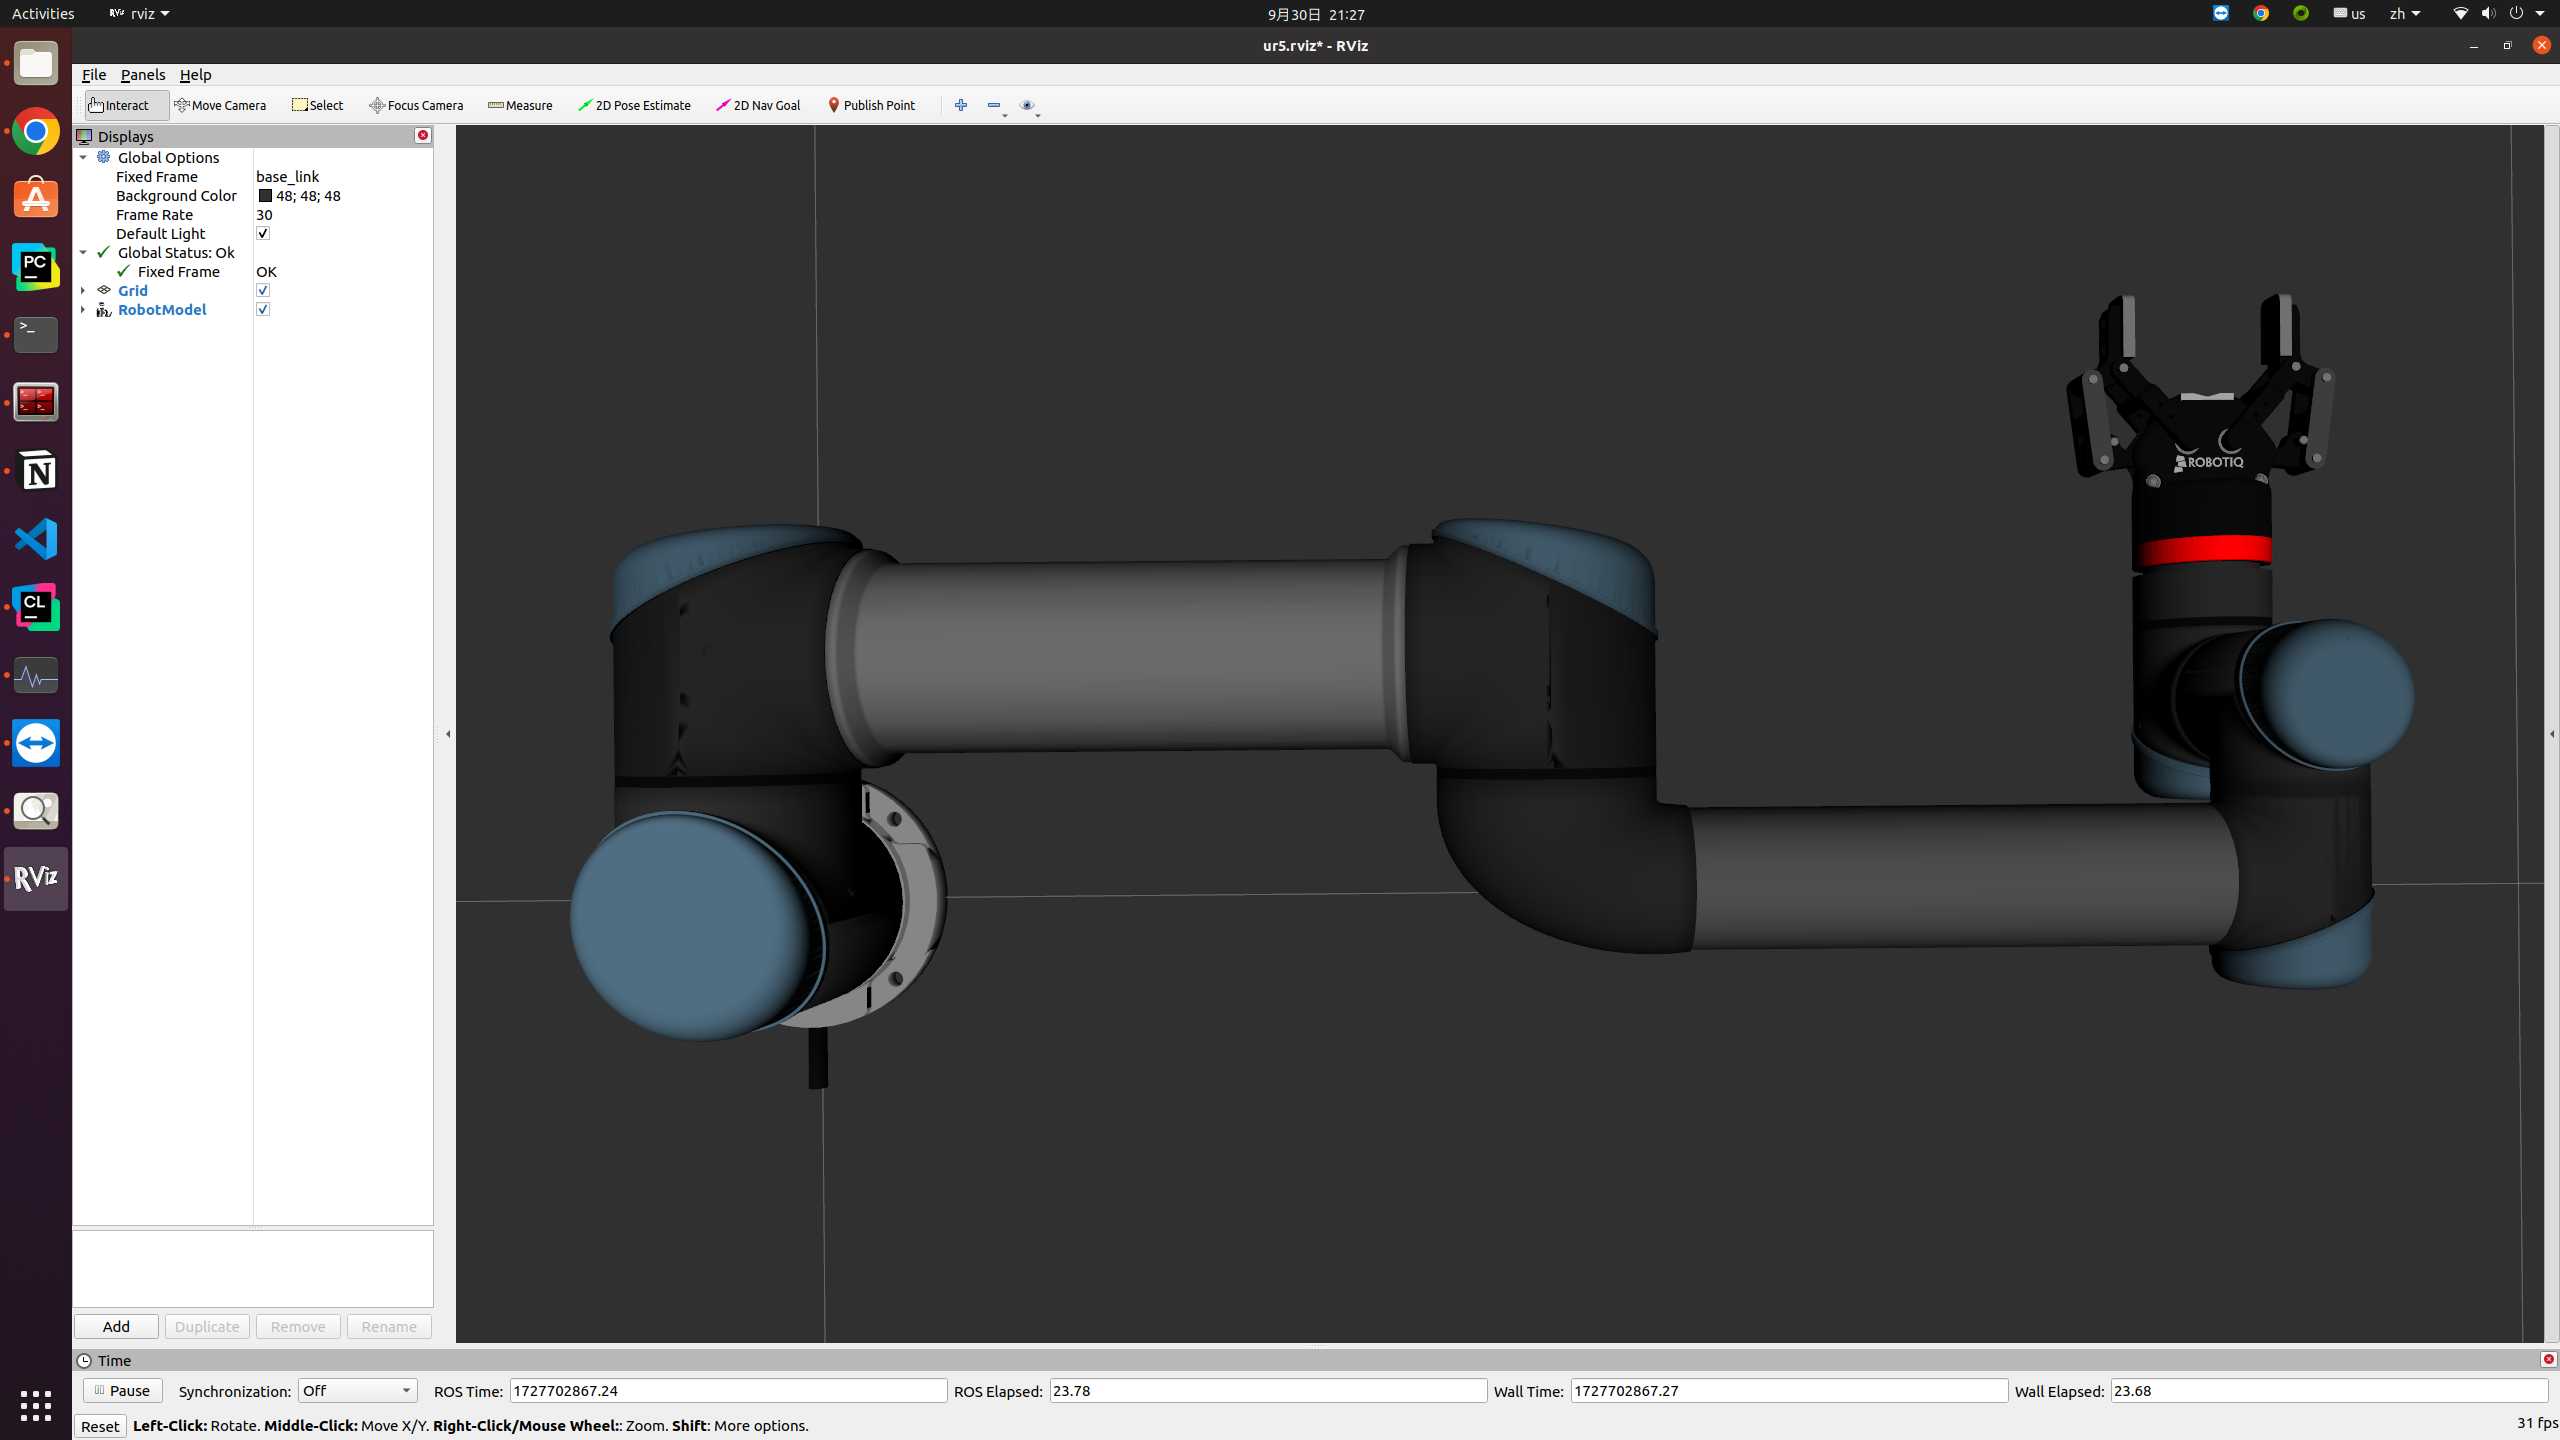 Activities
rviz
9月30日 21:27
us
zh
ur5.rviz* - RViz
File Panels Help
Interact Move Camera Select Focus Camera Measure 2D Pose Estimate 2D Nav Goal Publish Point
Displays
Global Options
Fixed Frame base_link
Background Color 48; 48; 48
Frame Rate 30
Default Light
Global Status: Ok
Fixed Frame OK
Grid
RobotModel
PC
CL
N
RViz
ROBOTIQ
Add Duplicate Remove Rename
Time
Pause Synchronization: Off ROS Time: 1727702867.24 ROS Elapsed: 23.78 Wall Time: 1727702867.27 Wall Elapsed: 23.68
Reset Left-Click: Rotate. Middle-Click: Move X/Y. Right-Click/Mouse Wheel:: Zoom. Shift: More options. 31 fps